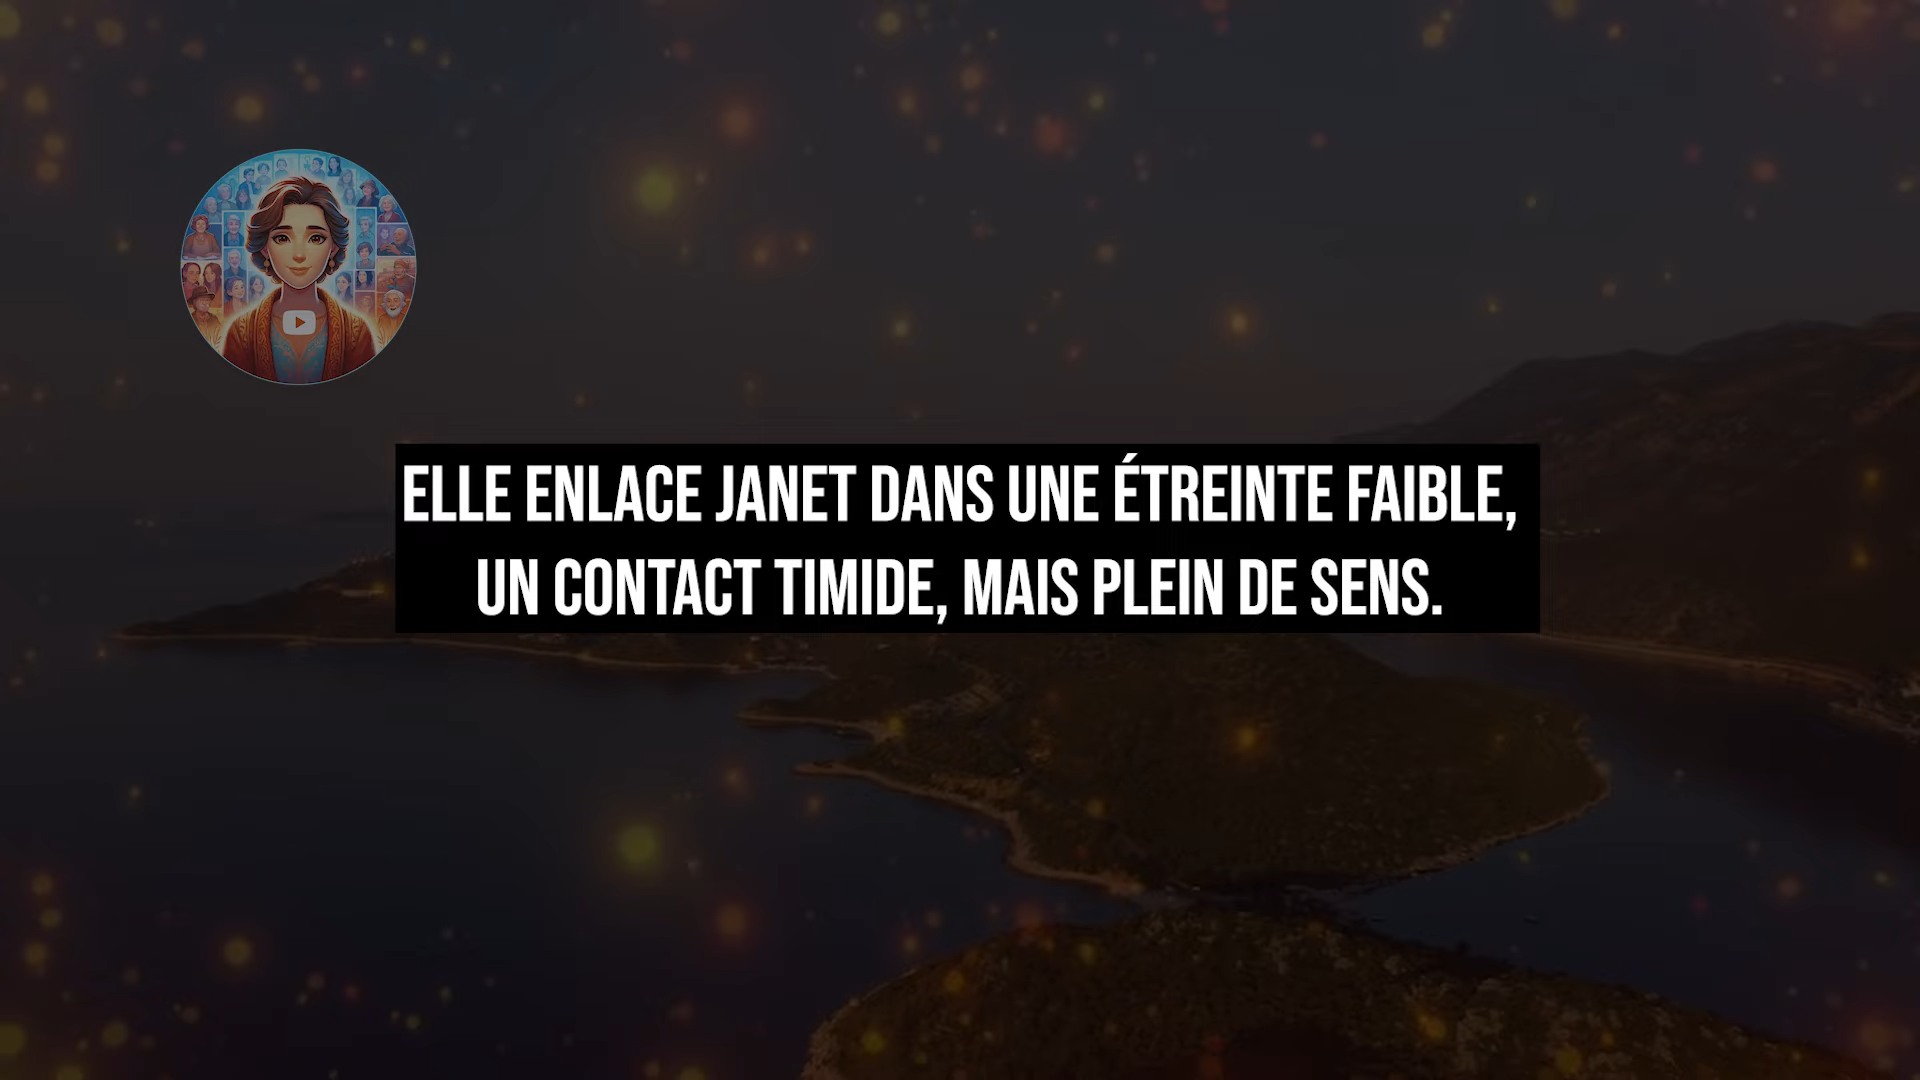 ELLE ENLACE JANET DANS UNE ÉTREINTE FAIBLE,
UN CONTACT TIMIDE, MAIS PLEIN DE SENS.